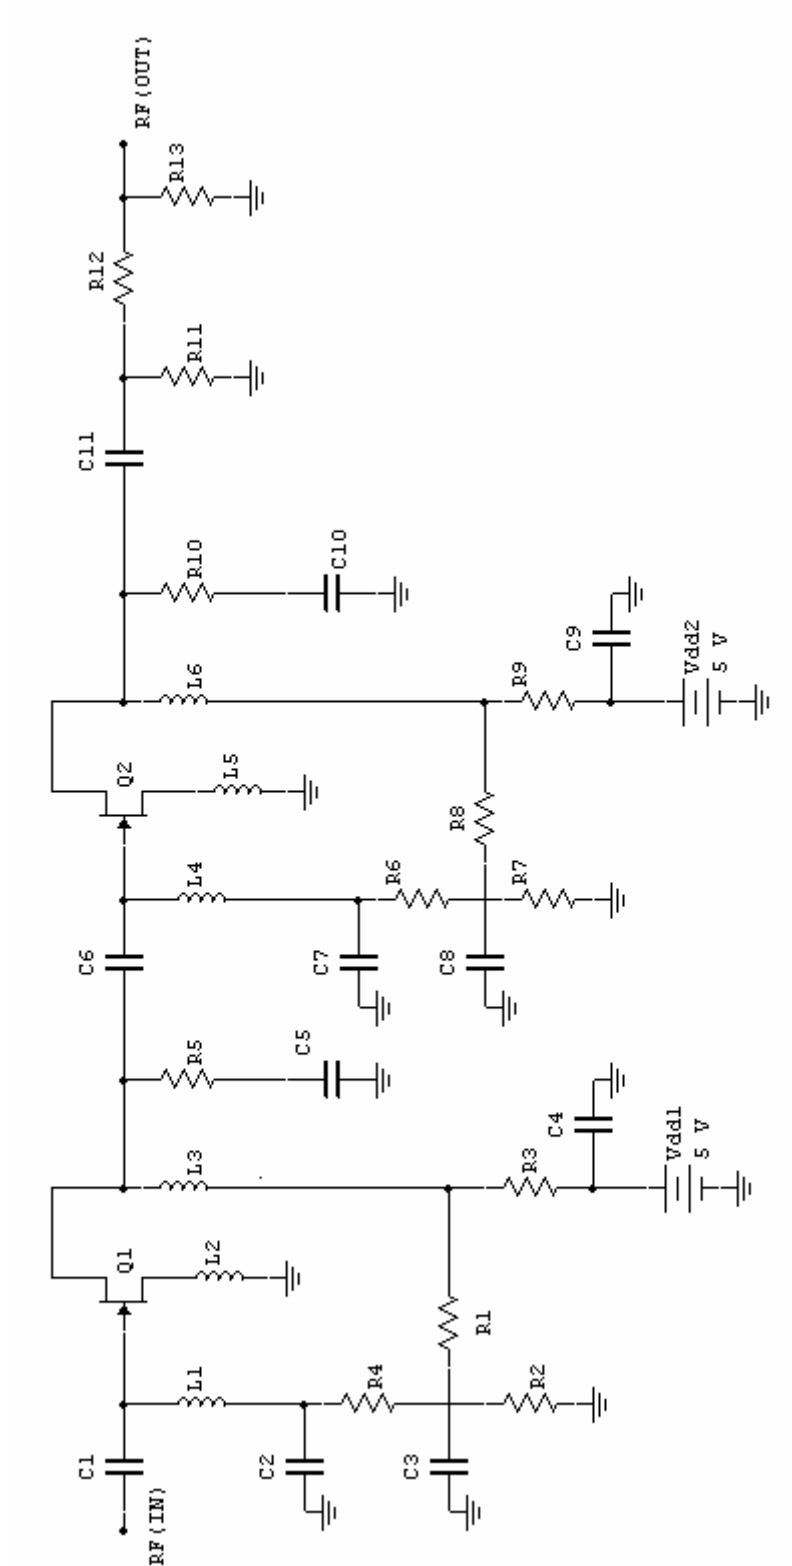 RF(IN)
C1
L1
C2
R4
C3
R2
Q1
L2
R1
L3
R3
C4
Vdd1
5 V
R5
C5
C6
L4
C7
R6
C8
R7
Q2
L5
R8
L6
R9
C9
Vdd2
5 V
R10
C10
C11
R11
R12
R13
RF(OUT)